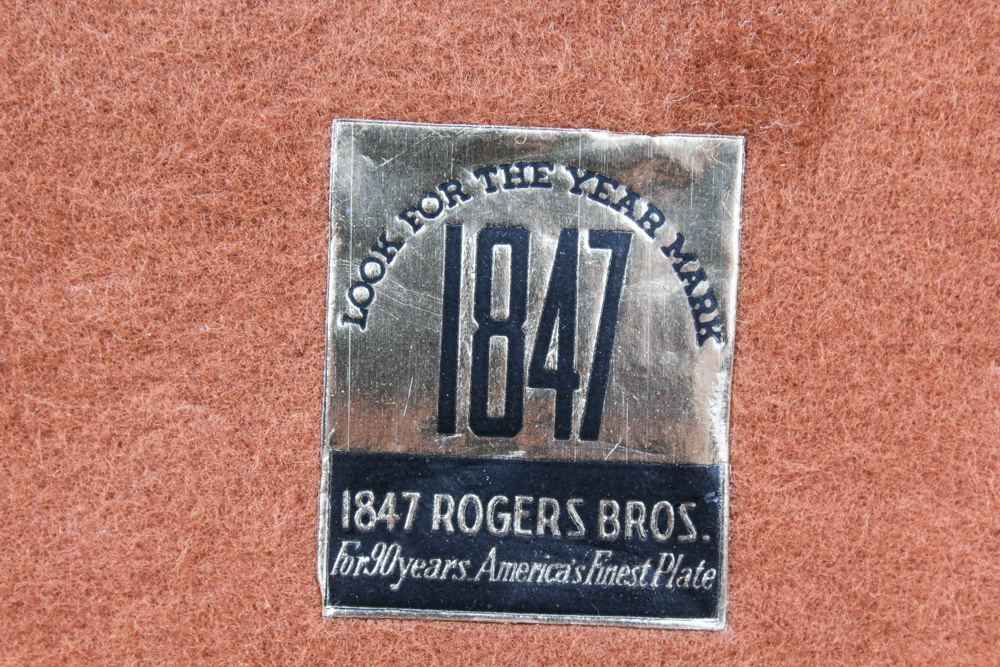 LOOK FOR THE YEAR MARK
1847
1847 ROGERS BROS.
For 90 years America's Finest Plate